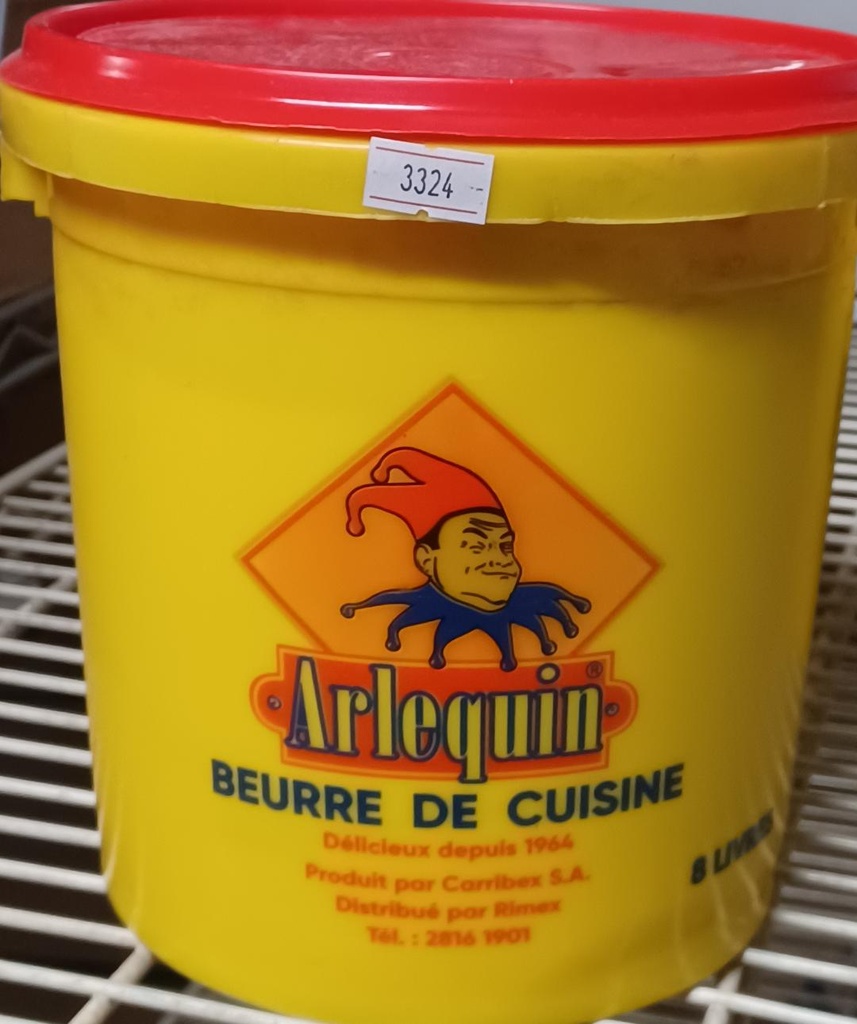 3324
Arlequin®
BEURRE DE CUISINE
Délicieux depuis 1964
Produit par Carribex S.A.
Distribué par Rimex
Tél. : 2816 1901
8 LIVRES